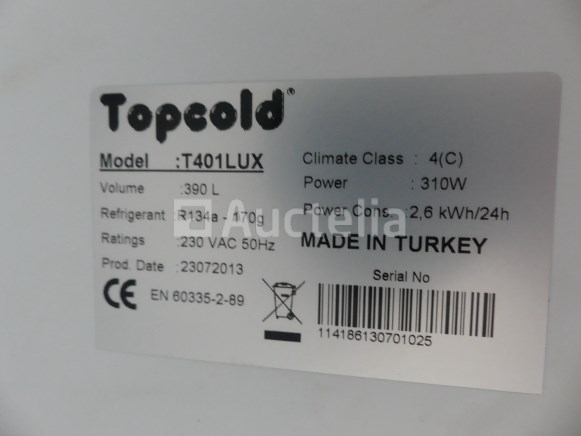 Topcold®
Model :T401LUX
Volume :390 L
Refrigerant :R134a - 170g
Ratings :230 VAC 50Hz
Prod. Date :23072013
CE EN 60335-2-89
Climate Class : 4(C)
Power : 310W
Power Cons. : 2,6 kWh/24h
MADE IN TURKEY
Serial No
114186130701025
Auctelia